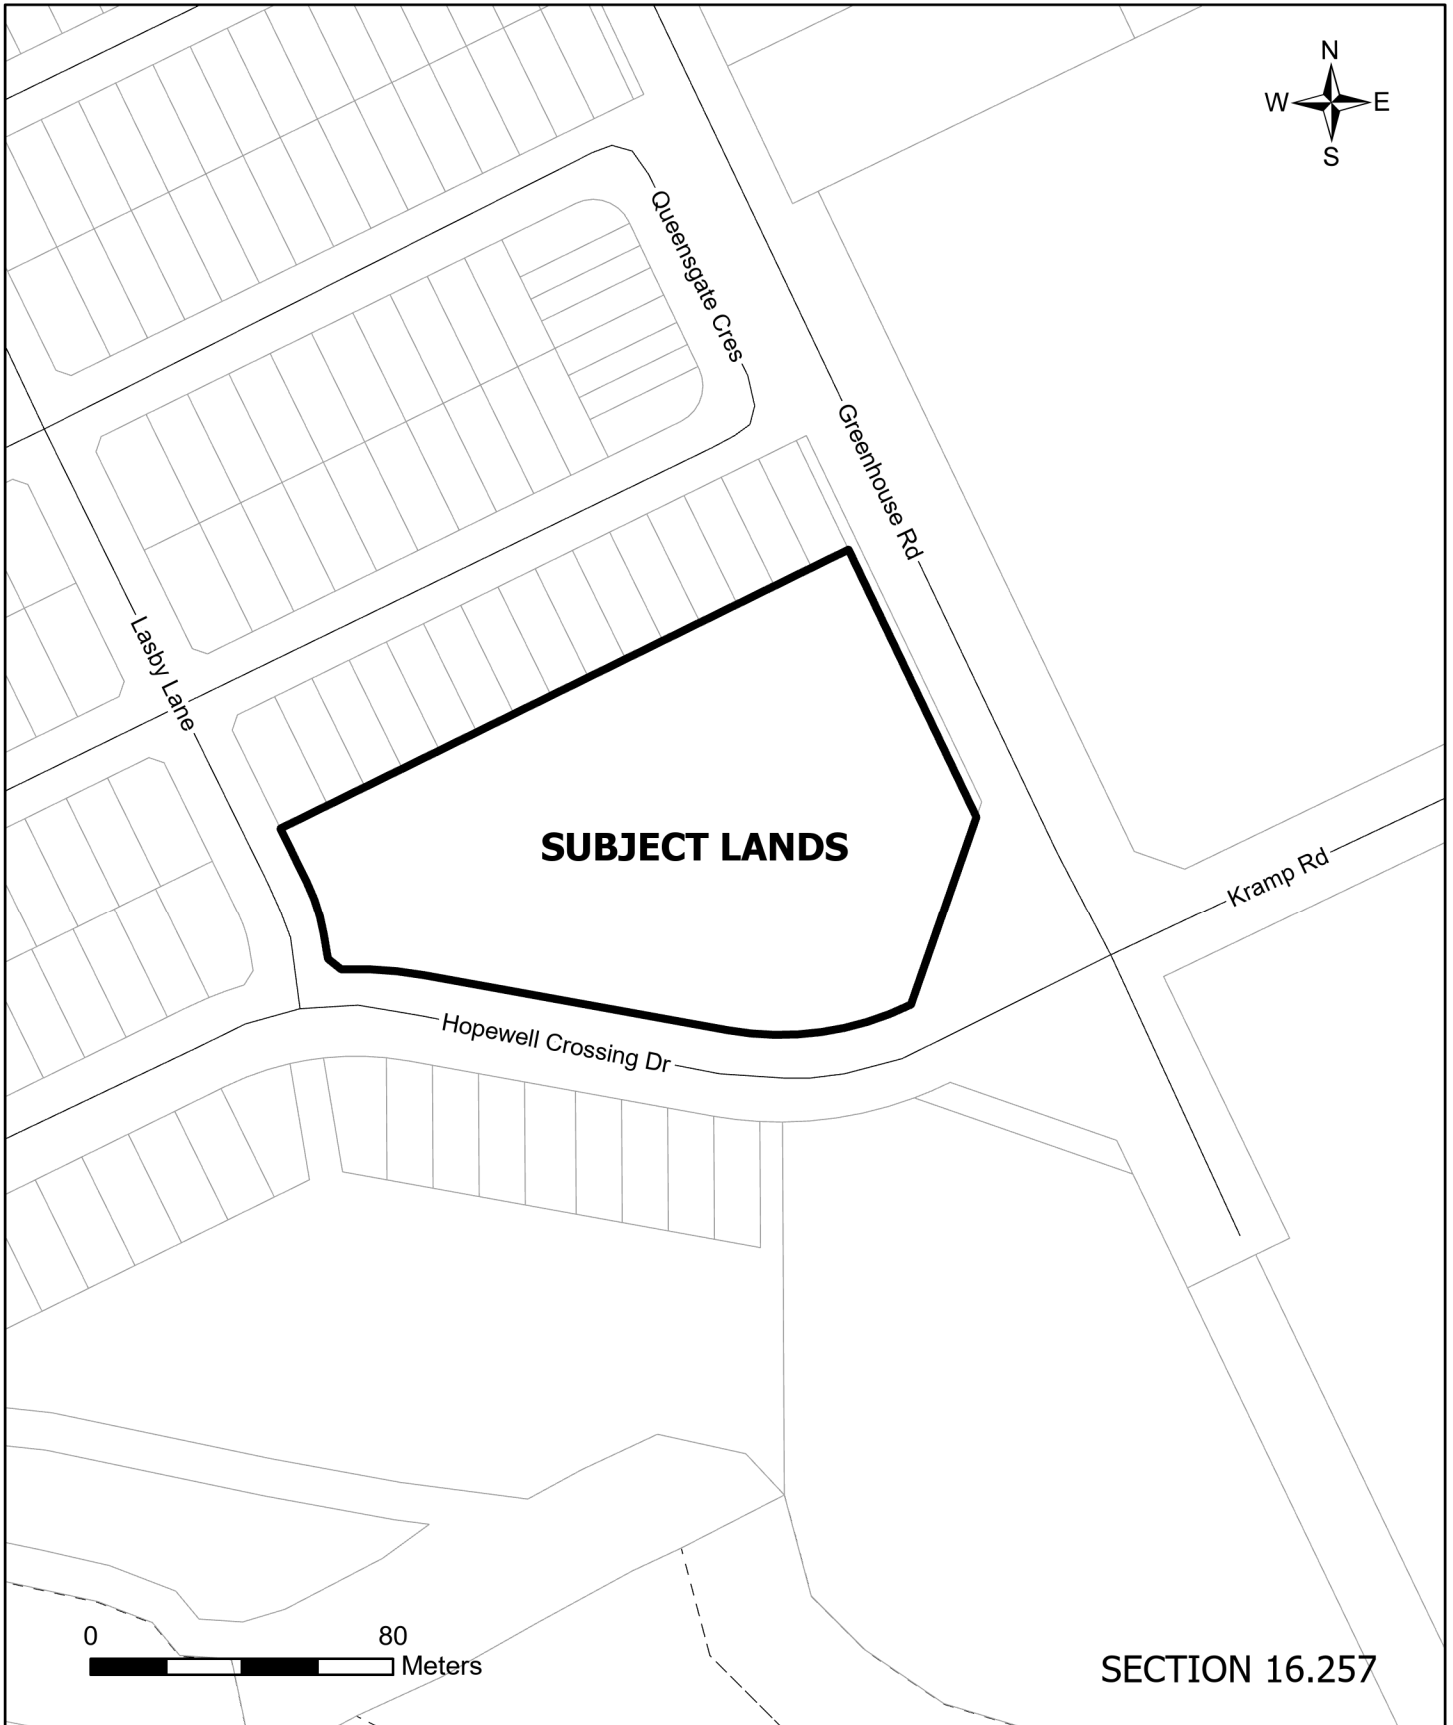 N
W E
S
Queensgate Cres
Greenhouse Rd
Lasby Lane
SUBJECT LANDS
Kramp Rd
Hopewell Crossing Dr
0 80
Meters
SECTION 16.257